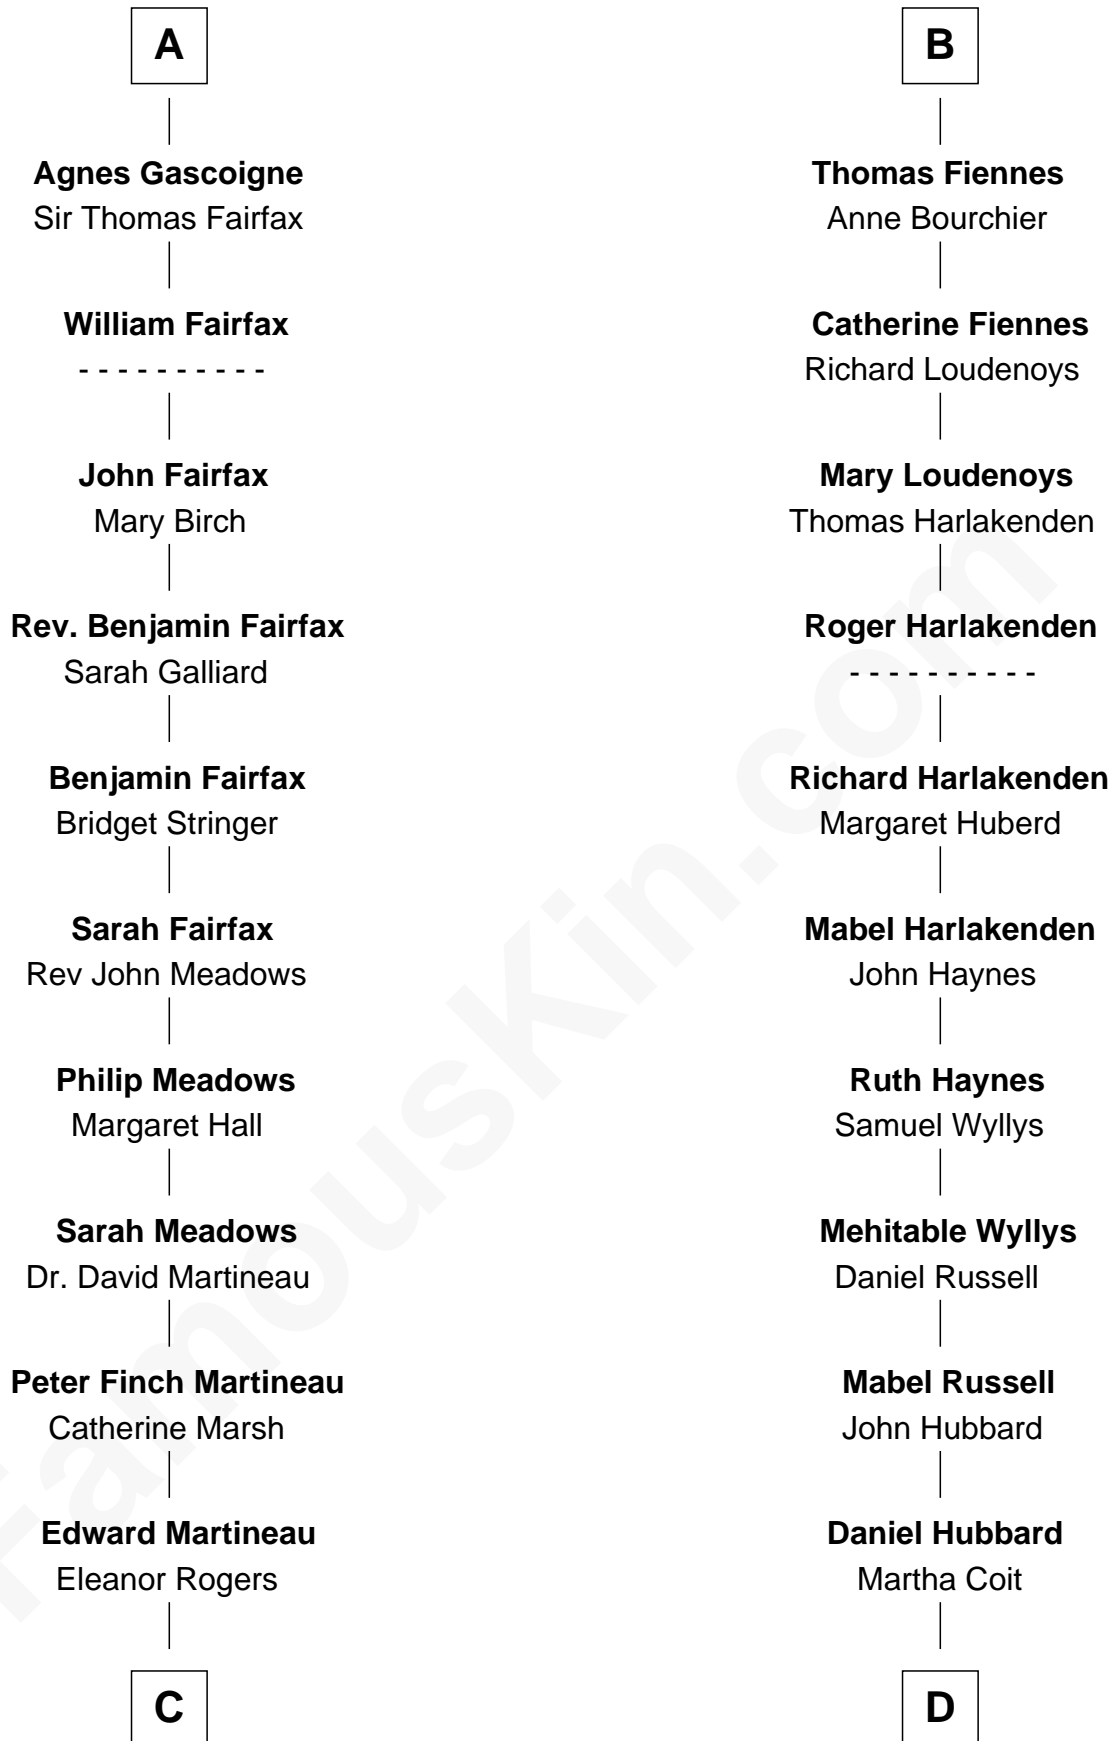 A
Agnes Gascoigne
Sir Thomas Fairfax
William Fairfax
- - - - - - - - - -
John Fairfax
Mary Birch
Rev. Benjamin Fairfax
Sarah Galliard
Benjamin Fairfax
Bridget Stringer
Sarah Fairfax
Rev John Meadows
Philip Meadows
Margaret Hall
Sarah Meadows
Dr. David Martineau
Peter Finch Martineau
Catherine Marsh
Edward Martineau
Eleanor Rogers
C
B
Thomas Fiennes
Anne Bourchier
Catherine Fiennes
Richard Loudenoys
Mary Loudenoys
Thomas Harlakenden
Roger Harlakenden
- - - - - - - - - -
Richard Harlakenden
Margaret Huberd
Mabel Harlakenden
John Haynes
Ruth Haynes
Samuel Wyllys
Mehitable Wyllys
Daniel Russell
Mabel Russell
John Hubbard
Daniel Hubbard
Martha Coit
D
FamousKin.com